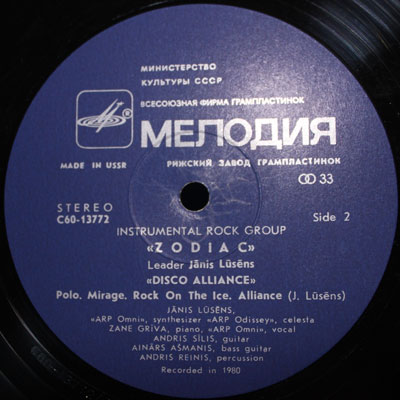 МИНИСТЕРСТВО
КУЛЬТУРЫ СССР
ВСЕСОЮЗНАЯ ФИРМА ГРАМПЛАСТИНОК
МЕЛОДИЯ
MADE IN USSR
РИЖСКИЙ ЗАВОД ГРАМПЛАСТИНОК
33
STEREO
C60-13772
Side 2
INSTRUMENTAL ROCK GROUP
«ZODIAC»
Leader Jānis Lūsēns
«DISCO ALLIANCE»
Polo, Mirage, Rock On The Ice, Alliance (J. Lūsēns)
JĀNIS LŪSĒNS,
«ARP Omni», synthesizer «ARP Odissey», celesta
ZANE GRĪVA, piano, «ARP Omni», vocal
ANDRIS SĪLIS, guitar
AINĀRS AŠMANIS, bass guitar
ANDRIS REINIS, percussion
Recorded in 1980